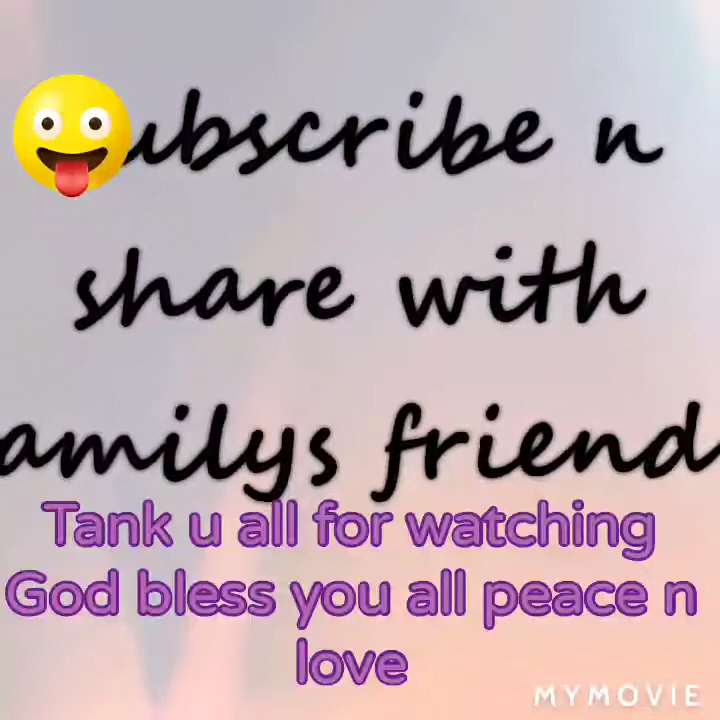 ubscribe n
share with
amilys friend
Tank u all for watching
God bless you all peace n
love
MYMOVIE